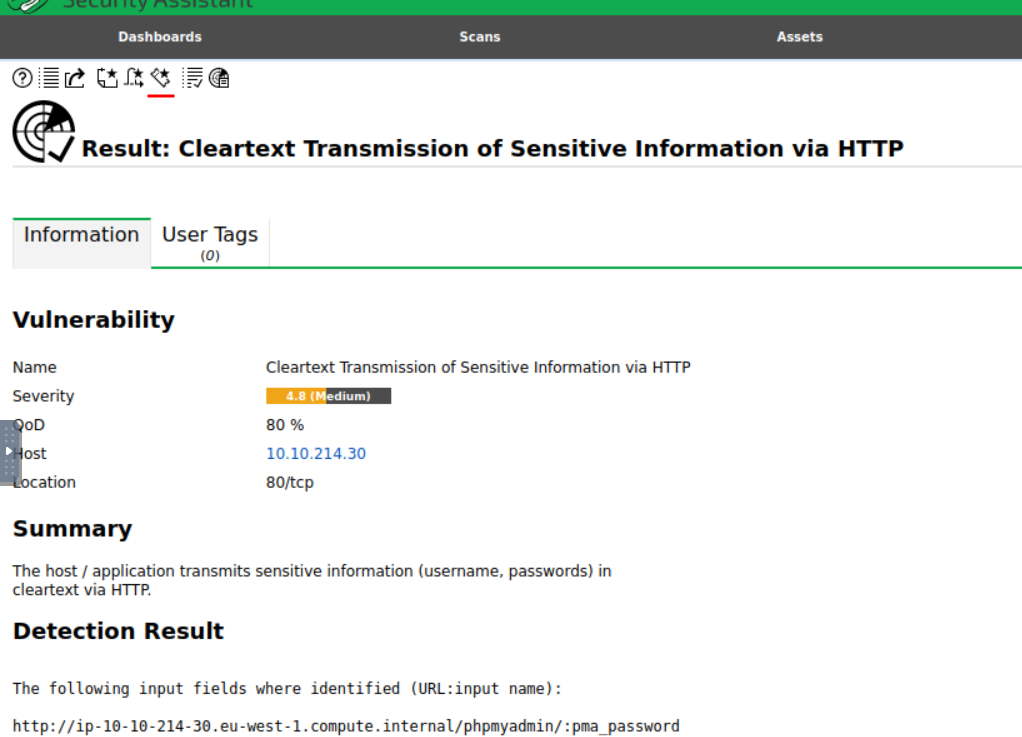 Security Assistant
Dashboards Scans Assets
Result: Cleartext Transmission of Sensitive Information via HTTP
Information User Tags
(0)
Vulnerability
Name Cleartext Transmission of Sensitive Information via HTTP
Severity 4.8 (Medium)
QoD 80 %
Host 10.10.214.30
Location 80/tcp
Summary
The host / application transmits sensitive information (username, passwords) in
cleartext via HTTP.
Detection Result
The following input fields where identified (URL:input name):
http://ip-10-10-214-30.eu-west-1.compute.internal/phpmyadmin/:pma_password